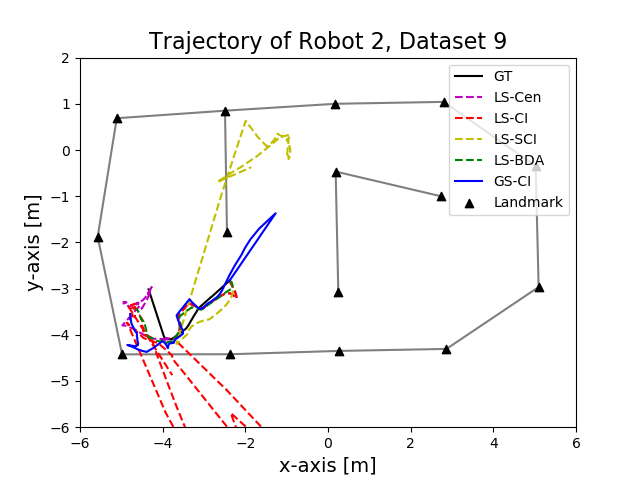 Trajectory of Robot 2, Dataset 9
2
1
0
−1
−2
−3
−4
−5
−6
y-axis [m]
GT
LS-Cen
LS-CI
LS-SCI
LS-BDA
GS-CI
Landmark
−6 −4 −2 0 2 4 6
x-axis [m]